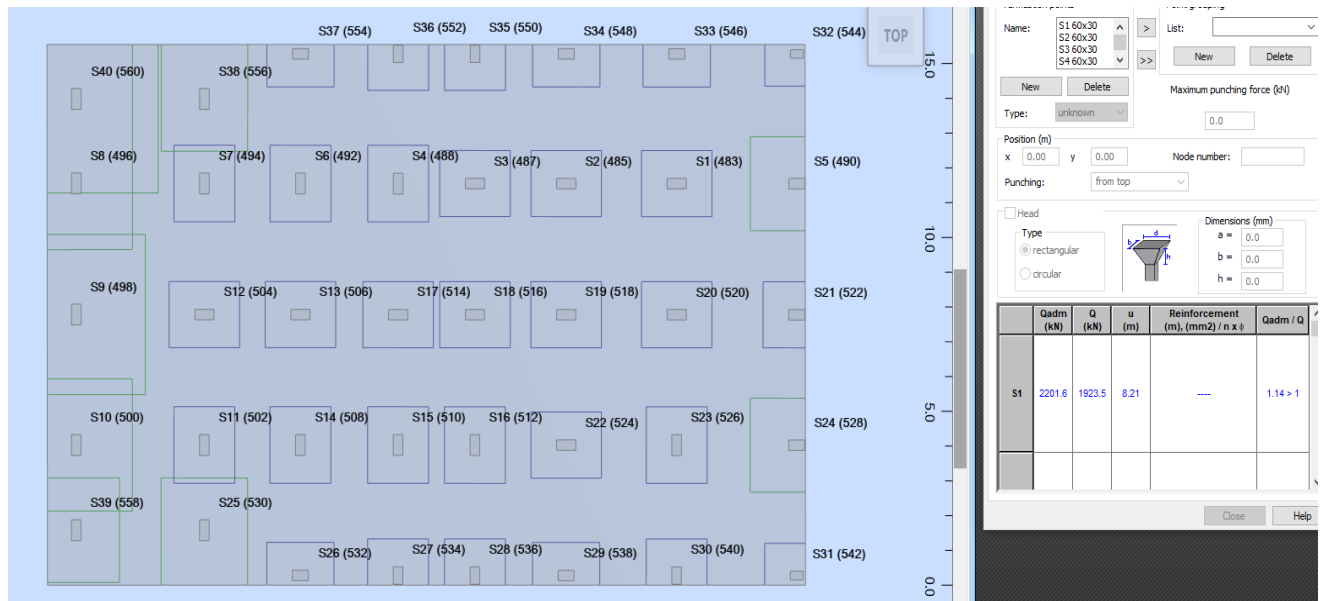 S37 (554)
S36 (552)
S35 (550)
S34 (548)
S33 (546)
S32 (544)
TOP
15.0
S40 (560)
S38 (556)
S8 (496)
S7 (494)
S6 (492)
S4 (488)
S3 (487)
S2 (485)
S1 (483)
S5 (490)
10.0
S9 (498)
S12 (504)
S13 (506)
S17 (514)
S18 (516)
S19 (518)
S20 (520)
S21 (522)
S10 (500)
S11 (502)
S14 (508)
S15 (510)
S16 (512)
S22 (524)
S23 (526)
S24 (528)
5.0
S39 (558)
S25 (530)
S26 (532)
S27 (534)
S28 (536)
S29 (538)
S30 (540)
S31 (542)
0.0
Name:
S1 60x30
S2 60x30
S3 60x30
S4 60x30
>
>>
New
Delete
Type:
unknown
List:
New
Delete
Maximum punching force (kN)
0.0
Position (m)
x 0.00 y 0.00
Node number:
Punching:
from top
Head
Type
rectangular
circular
b
d
h
Dimensions (mm)
a = 0.0
b = 0.0
h = 0.0
Qadm (kN)
Q (kN)
u (m)
Reinforcement (m), (mm2) / n x ϕ
Qadm / Q
S1 2201.6 1923.5 8.21 ---- 1.14 > 1
Close
Help